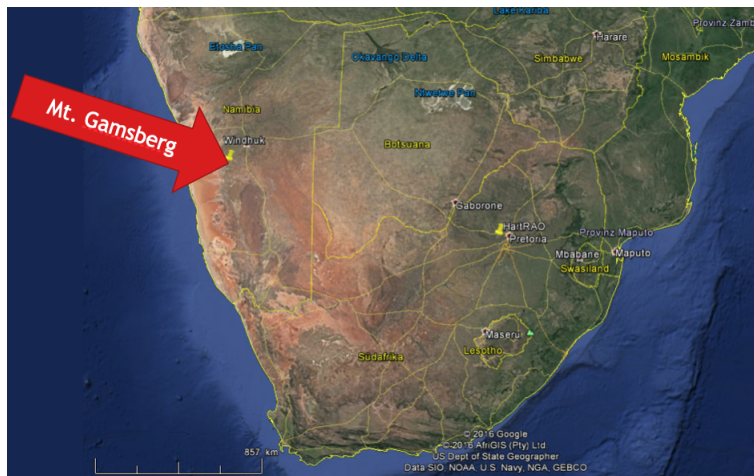 Lake Kariba
Provinz Zamb
Harare
Etosha Pan
Okavango Delta
Simbabwe
Mosambik
Ntwetwe Pan
Mt. Gamsberg
Namibia
Windhuk
Botsuana
Gaborone
HartRAO
Pretoria
Provinz Maputo
Mbabane
Maputo
Swasiland
Maseru
Lesotho
Südafrika
857 km
© 2016 Google
© 2016 AfriGIS (Pty) Ltd
US Dept of State Geographer
Data SIO, NOAA, U.S. Navy, NGA, GEBCO